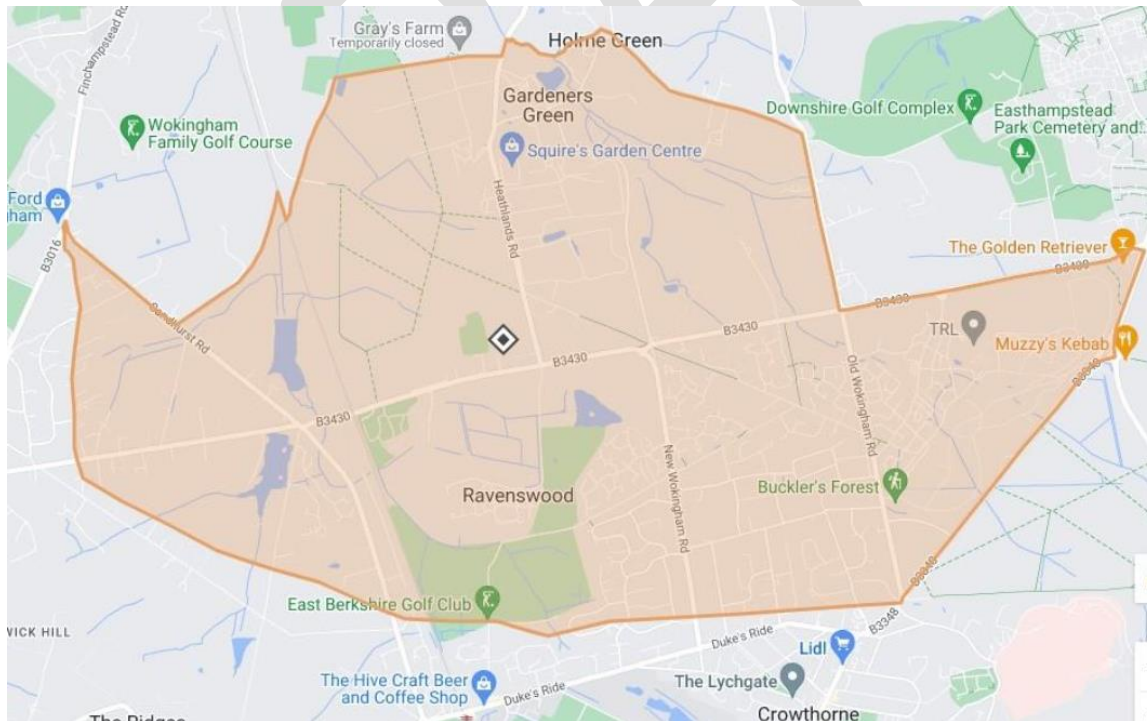 Finchampstead Rd
Gray's Farm
Temporarily closed
Holme Green
Gardeners
Green
Wokingham
Family Golf Course
Squire's Garden Centre
Downshire Golf Complex
Easthampstead
Park Cemetery and...
Ford
gham
B3016
Heathlands Rd
The Golden Retriever
B3430
B3430
TRL
Sandhurst Rd
B3430
B3430
Muzzy's Kebab
B3040
Old Wokingham Rd
B3430
New Wokingham Rd
Ravenswood
Buckler's Forest
East Berkshire Golf Club
B3040
WICK HILL
Duke's Ride
B3348
Lidl
The Hive Craft Beer
and Coffee Shop
Duke's Ride
The Lychgate
Crowthorne
The Ridges